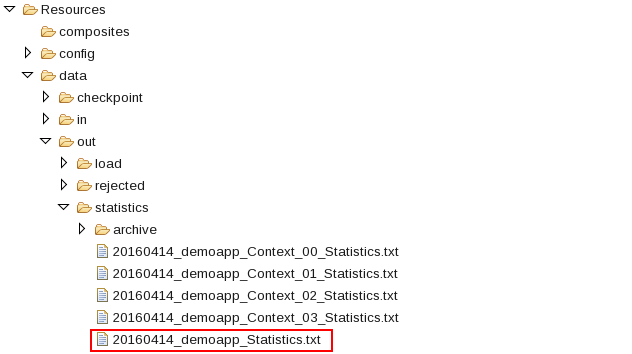 Resources
composites
config
data
checkpoint
in
out
load
rejected
statistics
archive
20160414_demoapp_Context_00_Statistics.txt
20160414_demoapp_Context_01_Statistics.txt
20160414_demoapp_Context_02_Statistics.txt
20160414_demoapp_Context_03_Statistics.txt
20160414_demoapp_Statistics.txt